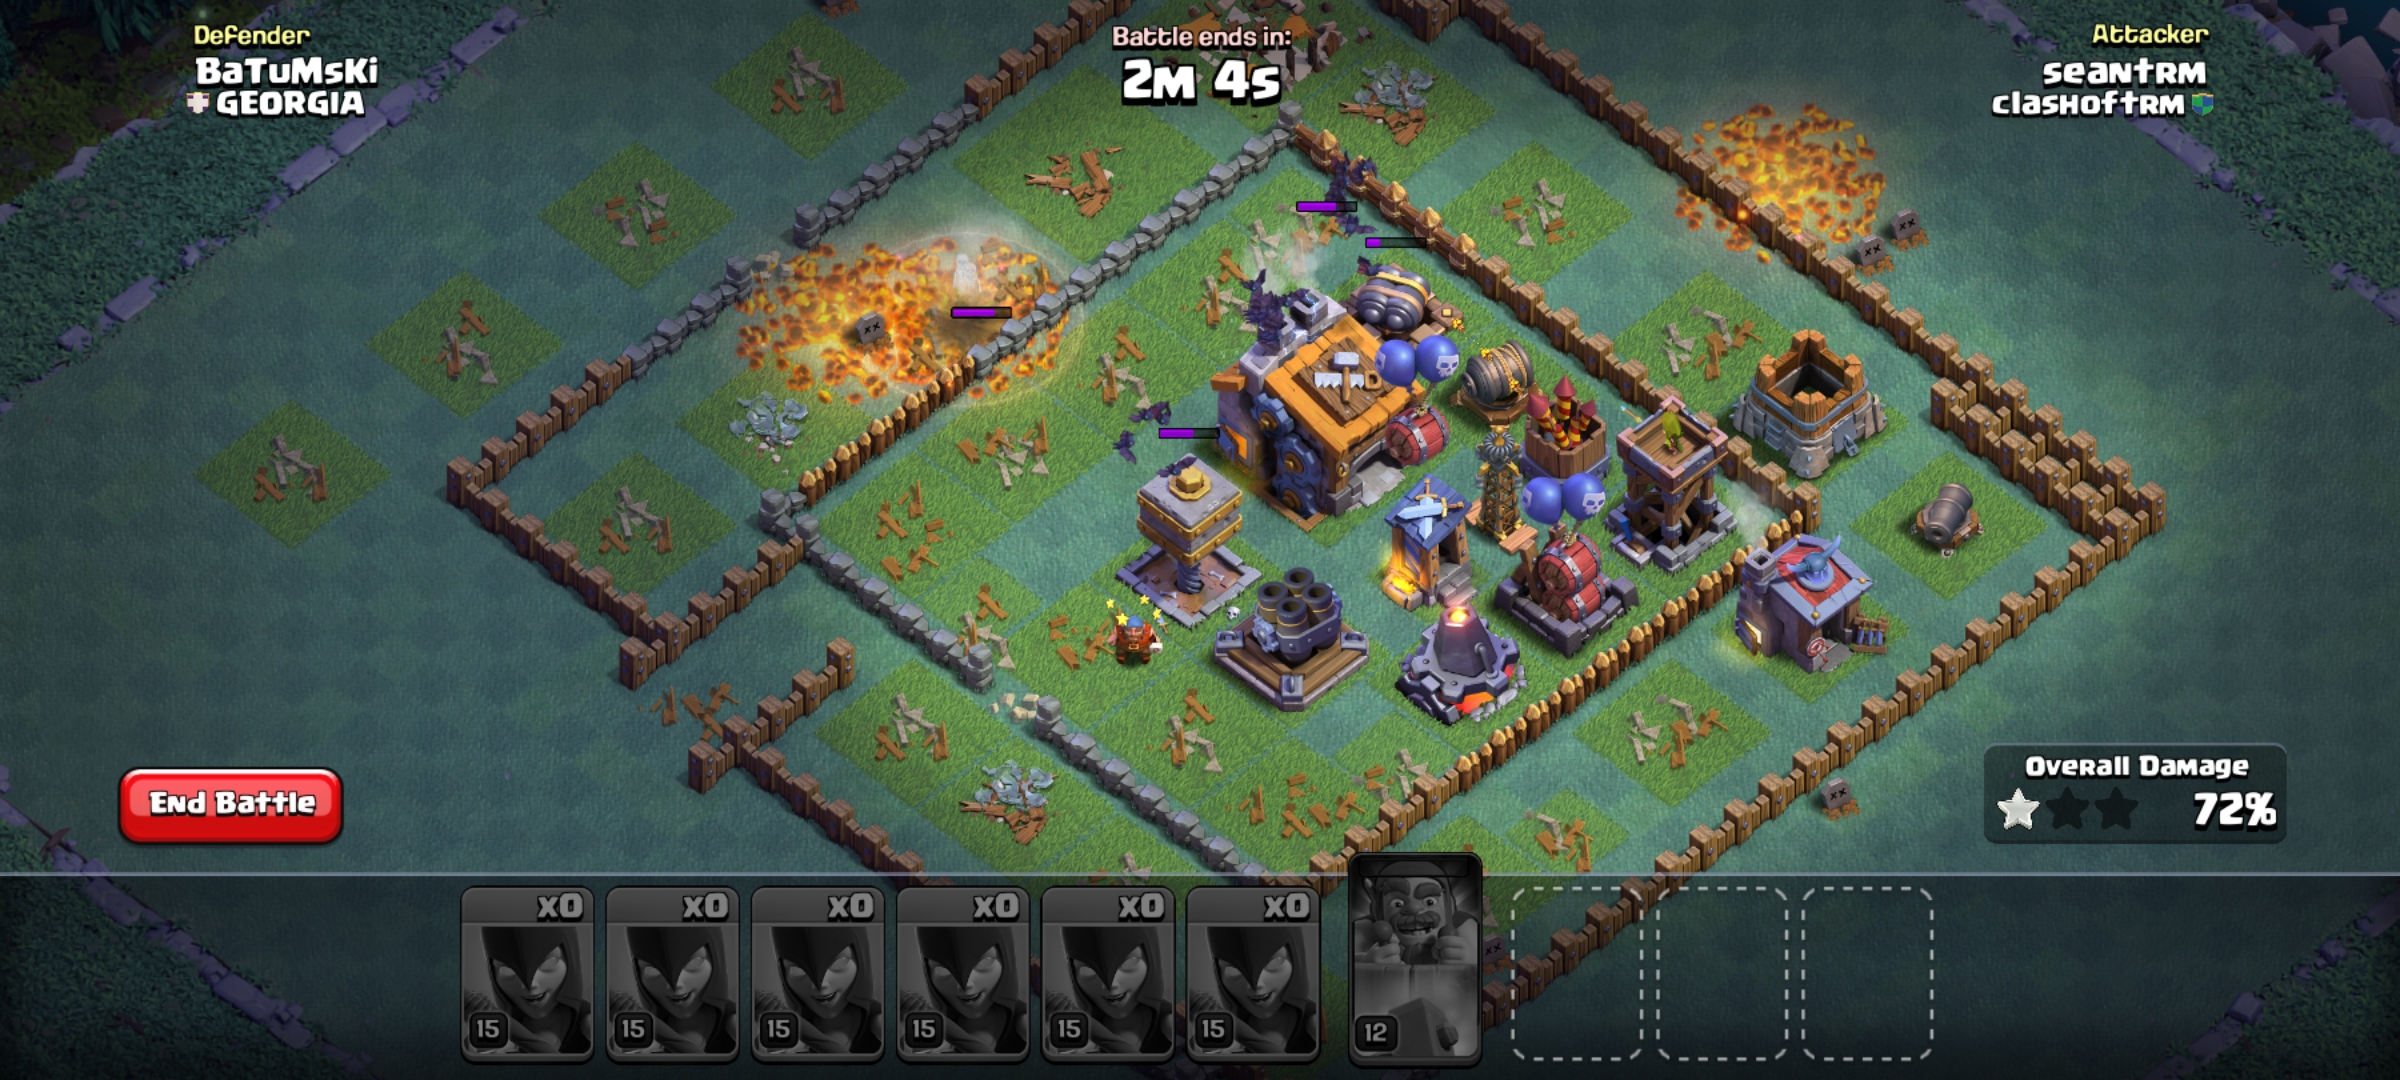 Defender
BaTuMsKi
GEORGIA
Battle ends in:
2M 4S
Attacker
seantRM
clashoftRM
End Battle
Overall Damage
72%
x0
x0
x0
x0
x0
x0
15
15
15
15
15
15
12